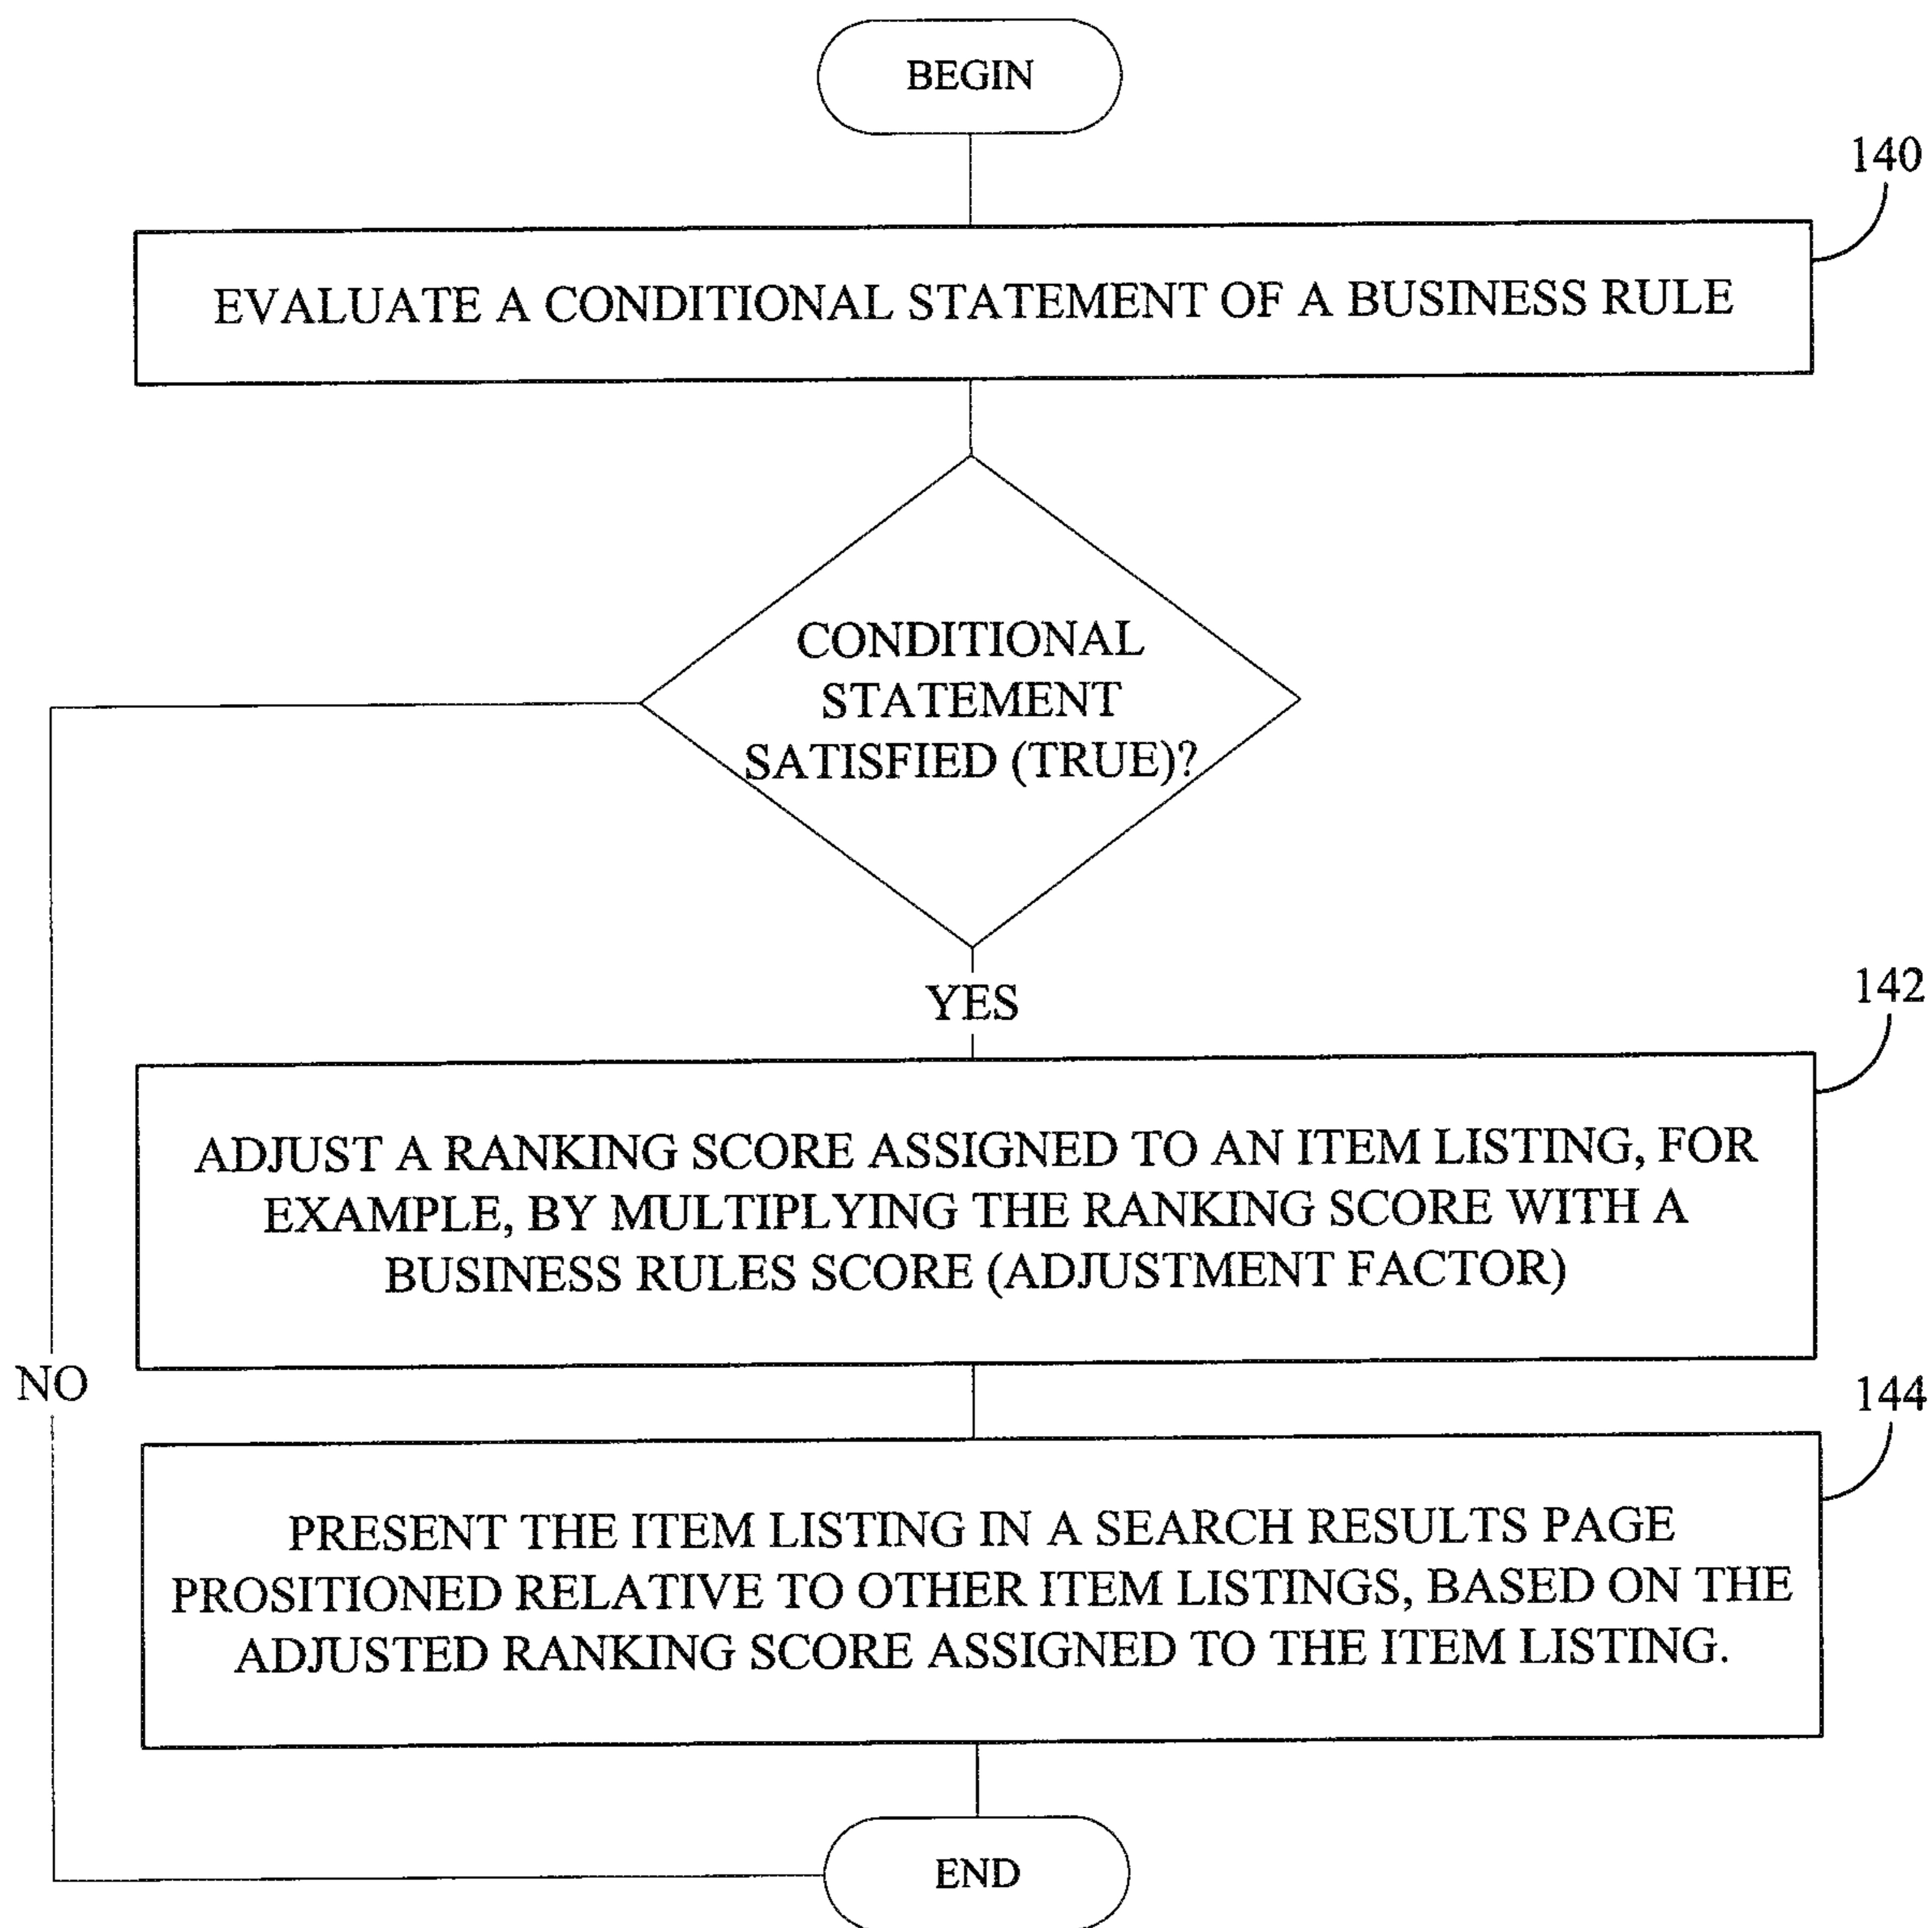 BEGIN
140
EVALUATE A CONDITIONAL STATEMENT OF A BUSINESS RULE
CONDITIONAL
STATEMENT
SATISFIED (TRUE)?
YES
142
ADJUST A RANKING SCORE ASSIGNED TO AN ITEM LISTING, FOR
EXAMPLE, BY MULTIPLYING THE RANKING SCORE WITH A
BUSINESS RULES SCORE (ADJUSTMENT FACTOR)
NO
144
PRESENT THE ITEM LISTING IN A SEARCH RESULTS PAGE
PROSITIONED RELATIVE TO OTHER ITEM LISTINGS, BASED ON THE
ADJUSTED RANKING SCORE ASSIGNED TO THE ITEM LISTING.
END